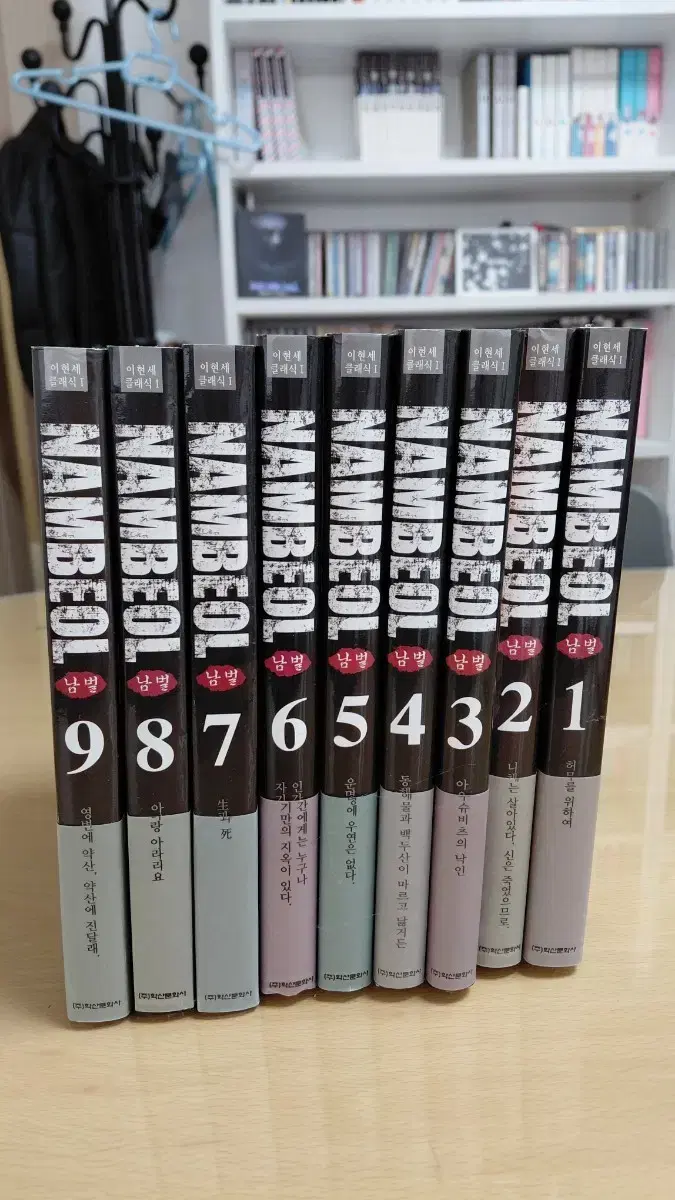 이현세
클래식 I
NAMBEOL
남벌
9
영변에 약산, 약산에 진달래.
(주)학산문화사
이현세
클래식 I
NAMBEOL
남벌
8
아리랑 아라리요
(주)학산문화사
이현세
클래식 I
NAMBEOL
남벌
7
生과 死
(주)학산문화사
이현세
클래식 I
NAMBEOL
남벌
6
인간에게는 누구나
자기만의 지옥이 있다.
(주)학산문화사
이현세
클래식 I
NAMBEOL
남벌
5
운명에 우연은 없다.
(주)학산문화사
이현세
클래식 I
NAMBEOL
남벌
4
동해물과 백두산이 마르고 닳거든
(주)학산문화사
이현세
클래식 I
NAMBEOL
남벌
3
아우슈비츠의 낙인
(주)학산문화사
이현세
클래식 I
NAMBEOL
남벌
2
니체는 살아있다, 신은 죽었으므로.
(주)학산문화사
이현세
클래식 I
NAMBEOL
남벌
1
허무를 위하여
(주)학산문화사